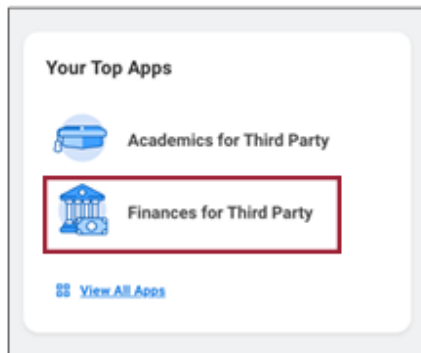 Your Top Apps
Academics for Third Party
Finances for Third Party
View All Apps